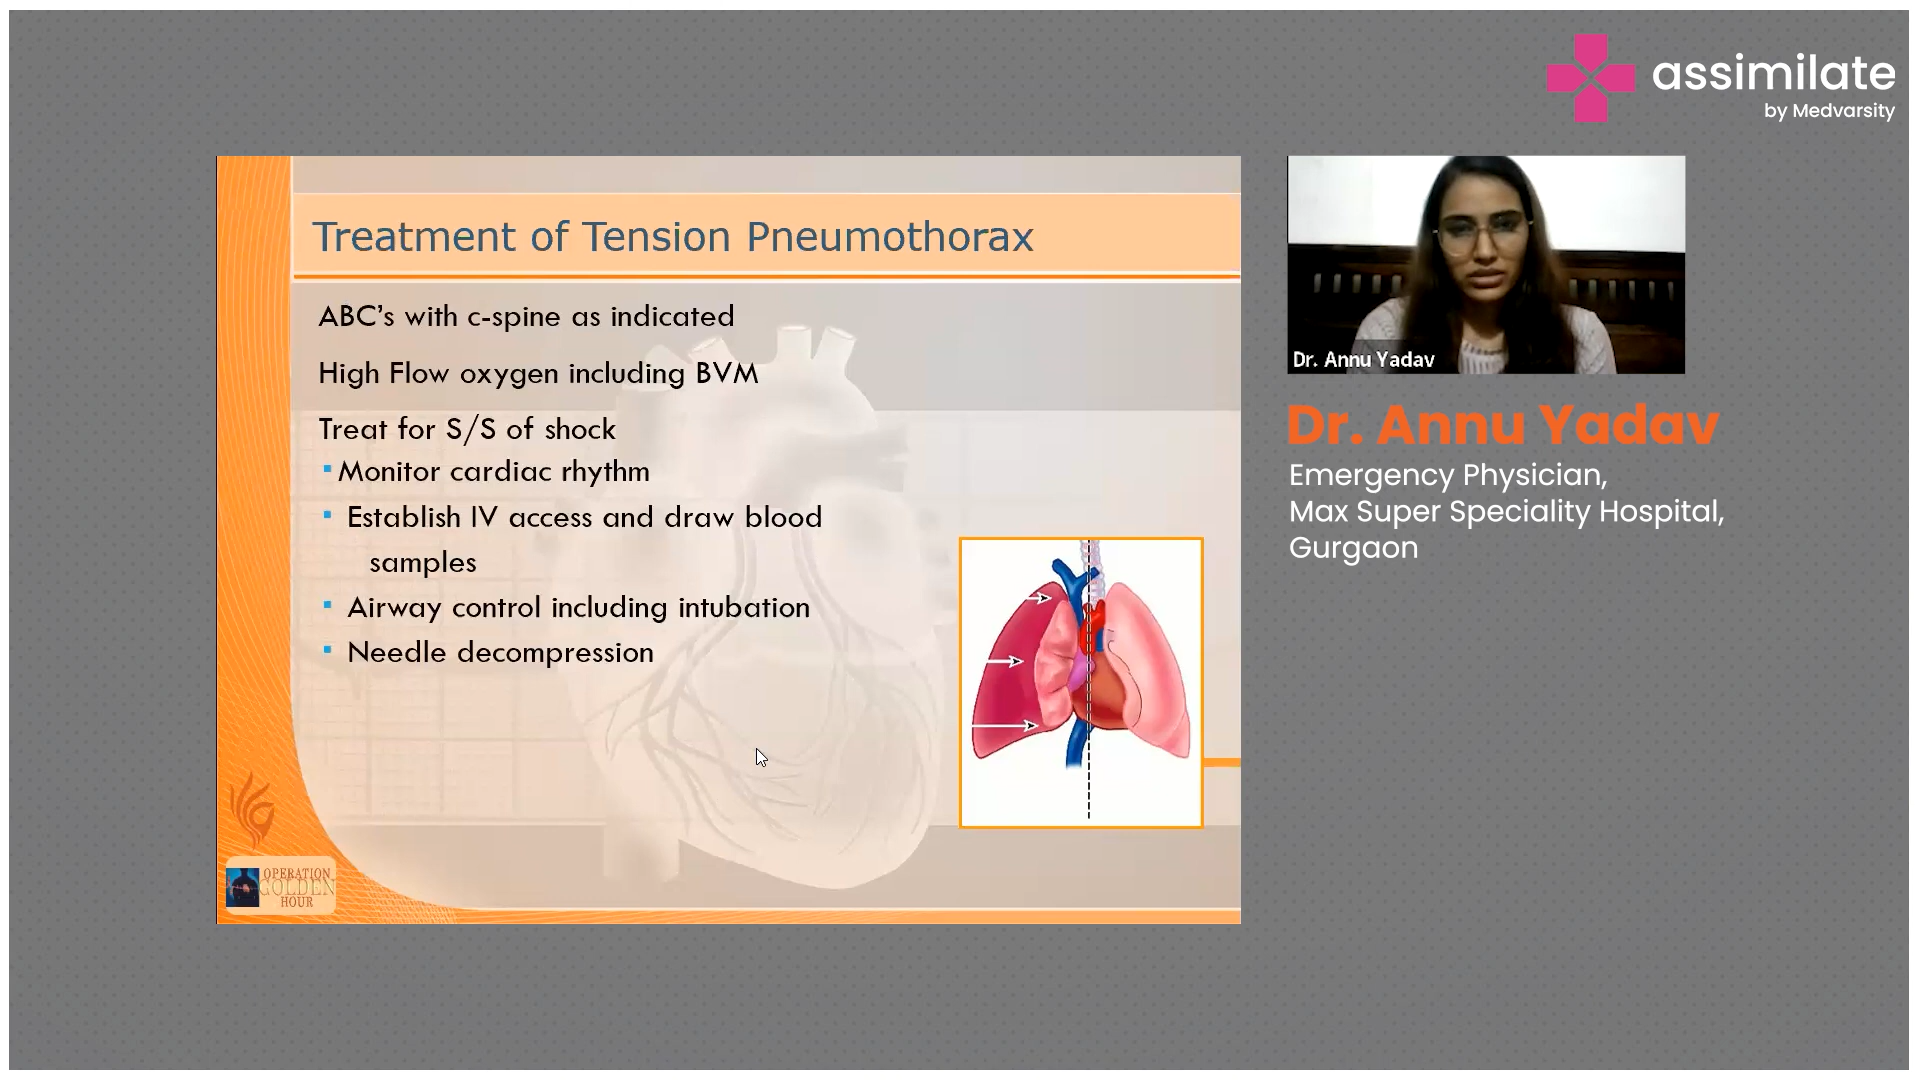 assimilate
by Medvarsity
Treatment of Tension Pneumothorax
ABC’s with c-spine as indicated
High Flow oxygen including BVM
Treat for S/S of shock
▪ Monitor cardiac rhythm
▪ Establish IV access and draw blood
samples
▪ Airway control including intubation
▪ Needle decompression
OPERATION
GOLDEN
HOUR
Dr. Annu Yadav
Dr. Annu Yadav
Emergency Physician,
Max Super Speciality Hospital,
Gurgaon